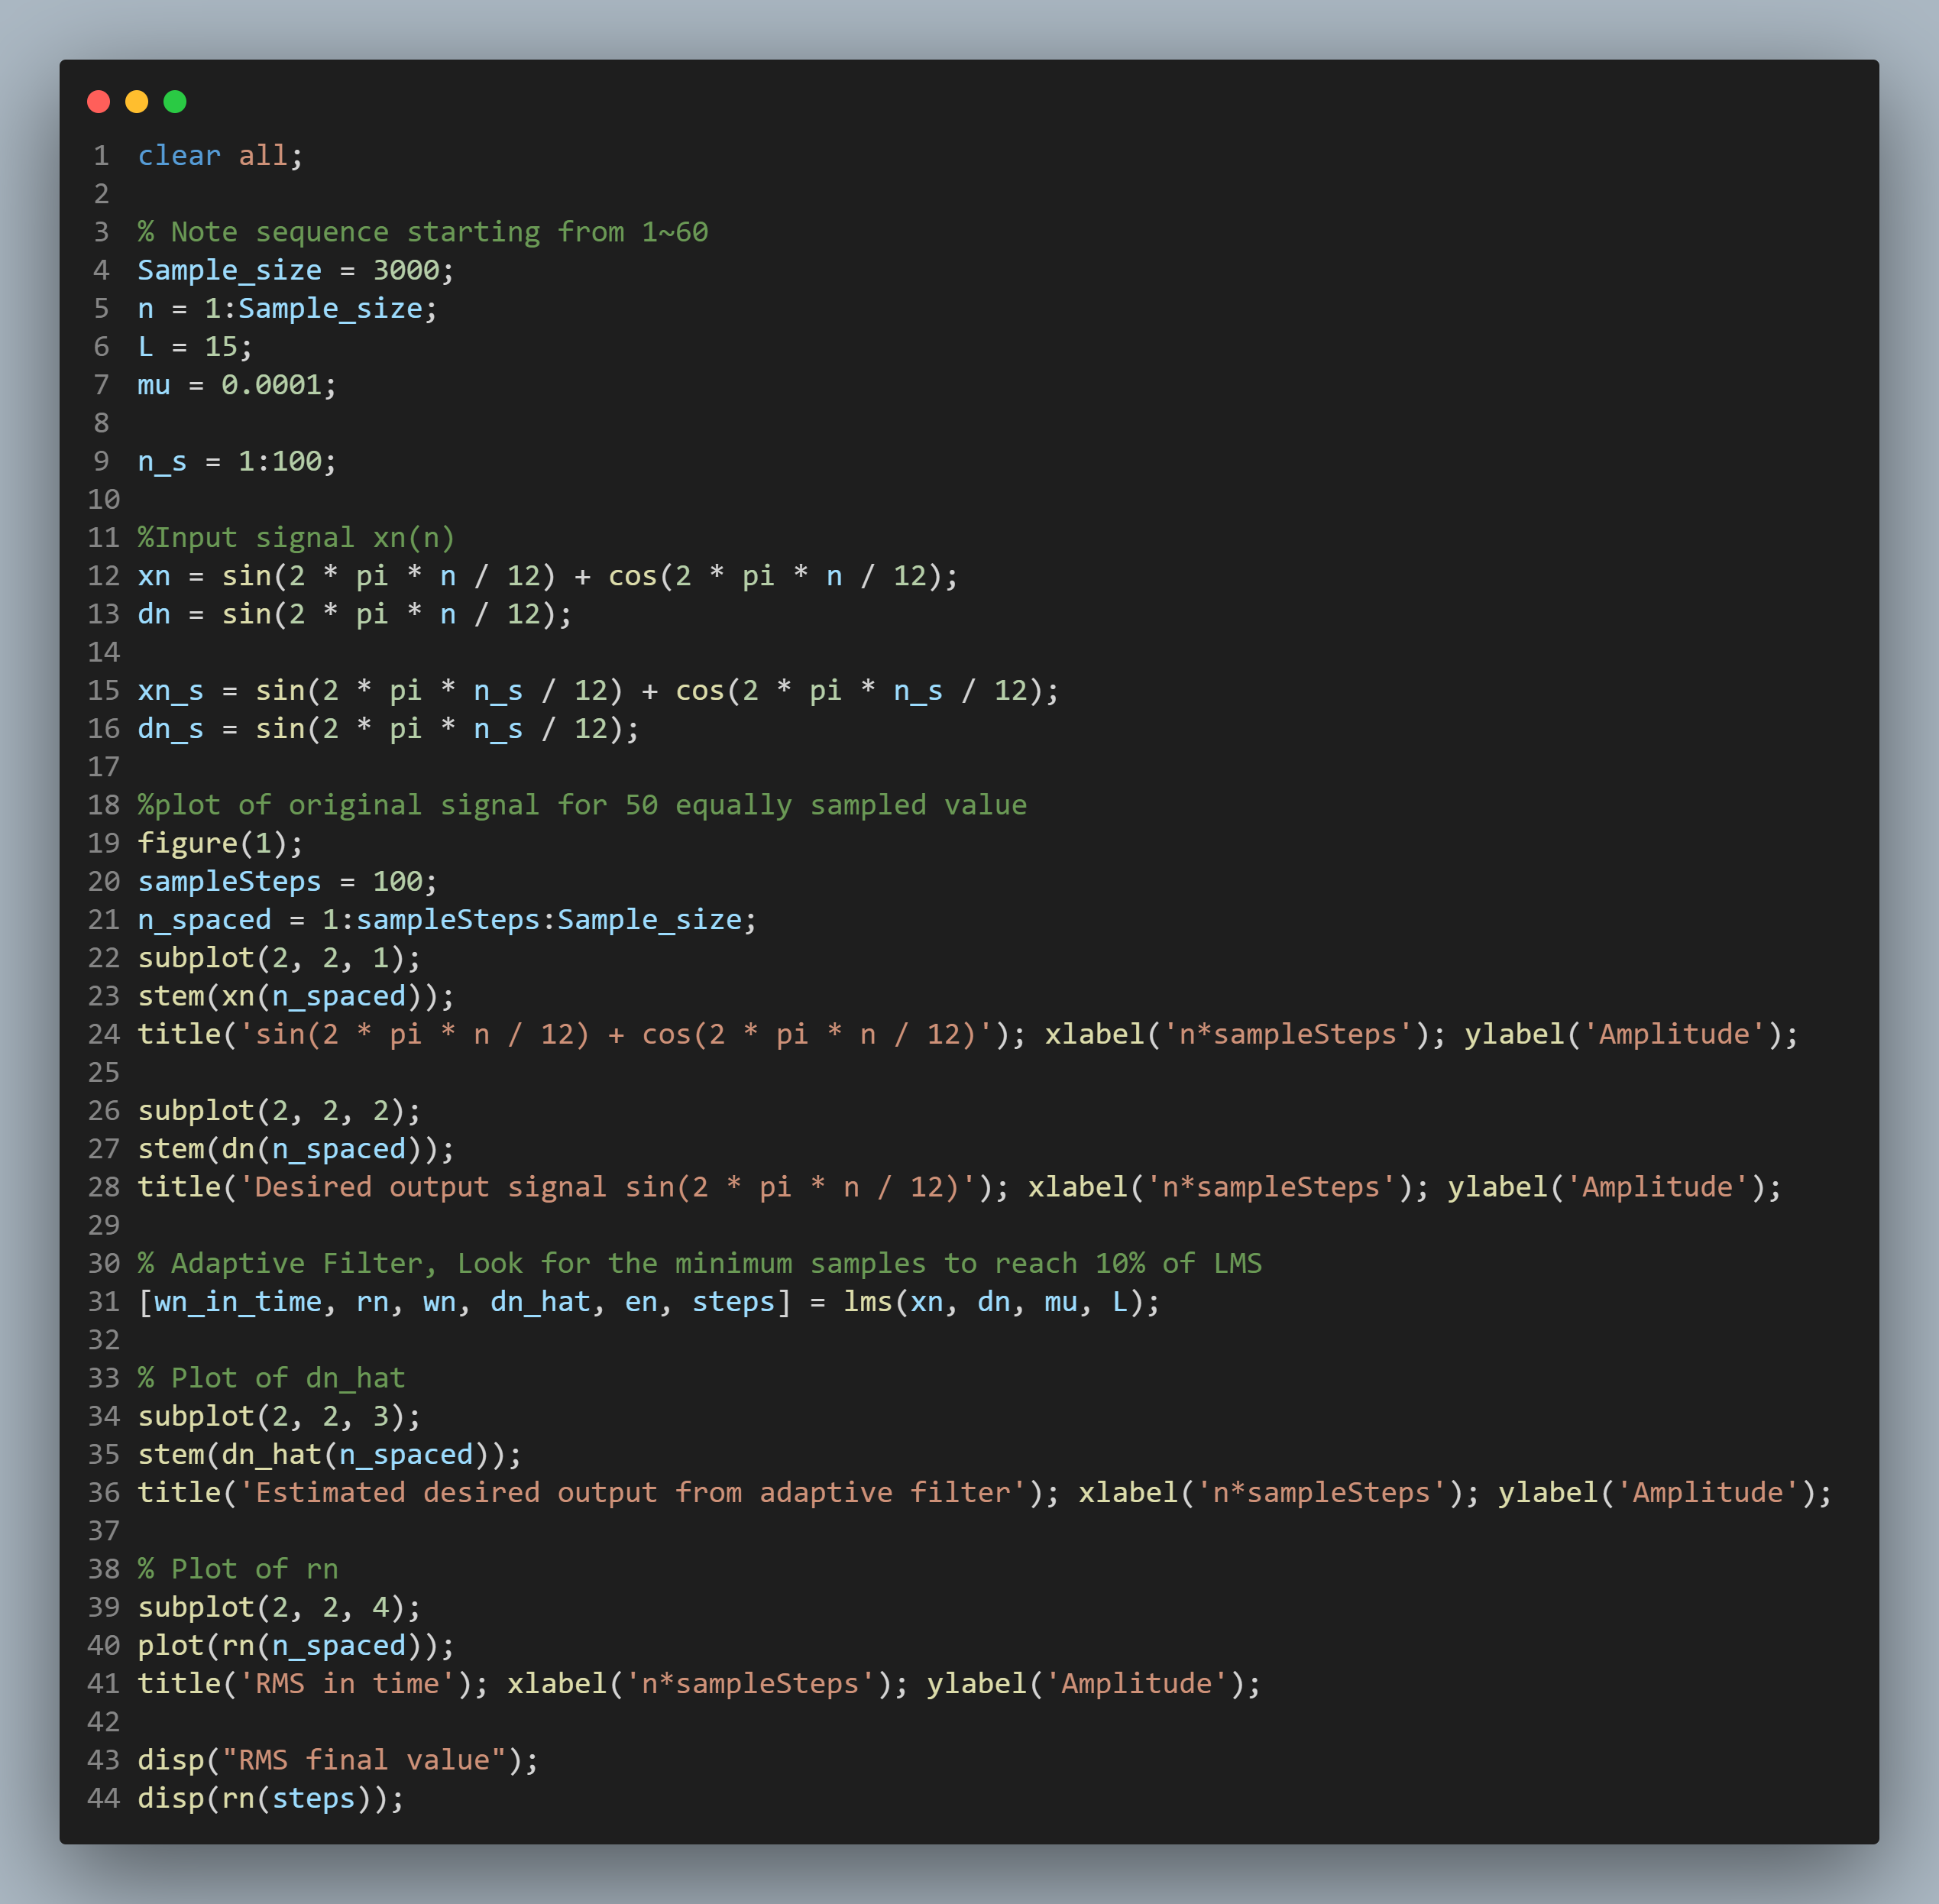 1 clear all;
2
3 % Note sequence starting from 1~60
4 Sample_size = 3000;
5 n = 1:Sample_size;
6 L = 15;
7 mu = 0.0001;
8
9 n_s = 1:100;
10
11 %Input signal xn(n)
12 xn = sin(2 * pi * n / 12) + cos(2 * pi * n / 12);
13 dn = sin(2 * pi * n / 12);
14
15 xn_s = sin(2 * pi * n_s / 12) + cos(2 * pi * n_s / 12);
16 dn_s = sin(2 * pi * n_s / 12);
17
18 %plot of original signal for 50 equally sampled value
19 figure(1);
20 sampleSteps = 100;
21 n_spaced = 1:sampleSteps:Sample_size;
22 subplot(2, 2, 1);
23 stem(xn(n_spaced));
24 title('sin(2 * pi * n / 12) + cos(2 * pi * n / 12)'); xlabel('n*sampleSteps'); ylabel('Amplitude');
25
26 subplot(2, 2, 2);
27 stem(dn(n_spaced));
28 title('Desired output signal sin(2 * pi * n / 12)'); xlabel('n*sampleSteps'); ylabel('Amplitude');
29
30 % Adaptive Filter, Look for the minimum samples to reach 10% of LMS
31 [wn_in_time, rn, wn, dn_hat, en, steps] = lms(xn, dn, mu, L);
32
33 % Plot of dn_hat
34 subplot(2, 2, 3);
35 stem(dn_hat(n_spaced));
36 title('Estimated desired output from adaptive filter'); xlabel('n*sampleSteps'); ylabel('Amplitude');
37
38 % Plot of rn
39 subplot(2, 2, 4);
40 plot(rn(n_spaced));
41 title('RMS in time'); xlabel('n*sampleSteps'); ylabel('Amplitude');
42
43 disp("RMS final value");
44 disp(rn(steps));